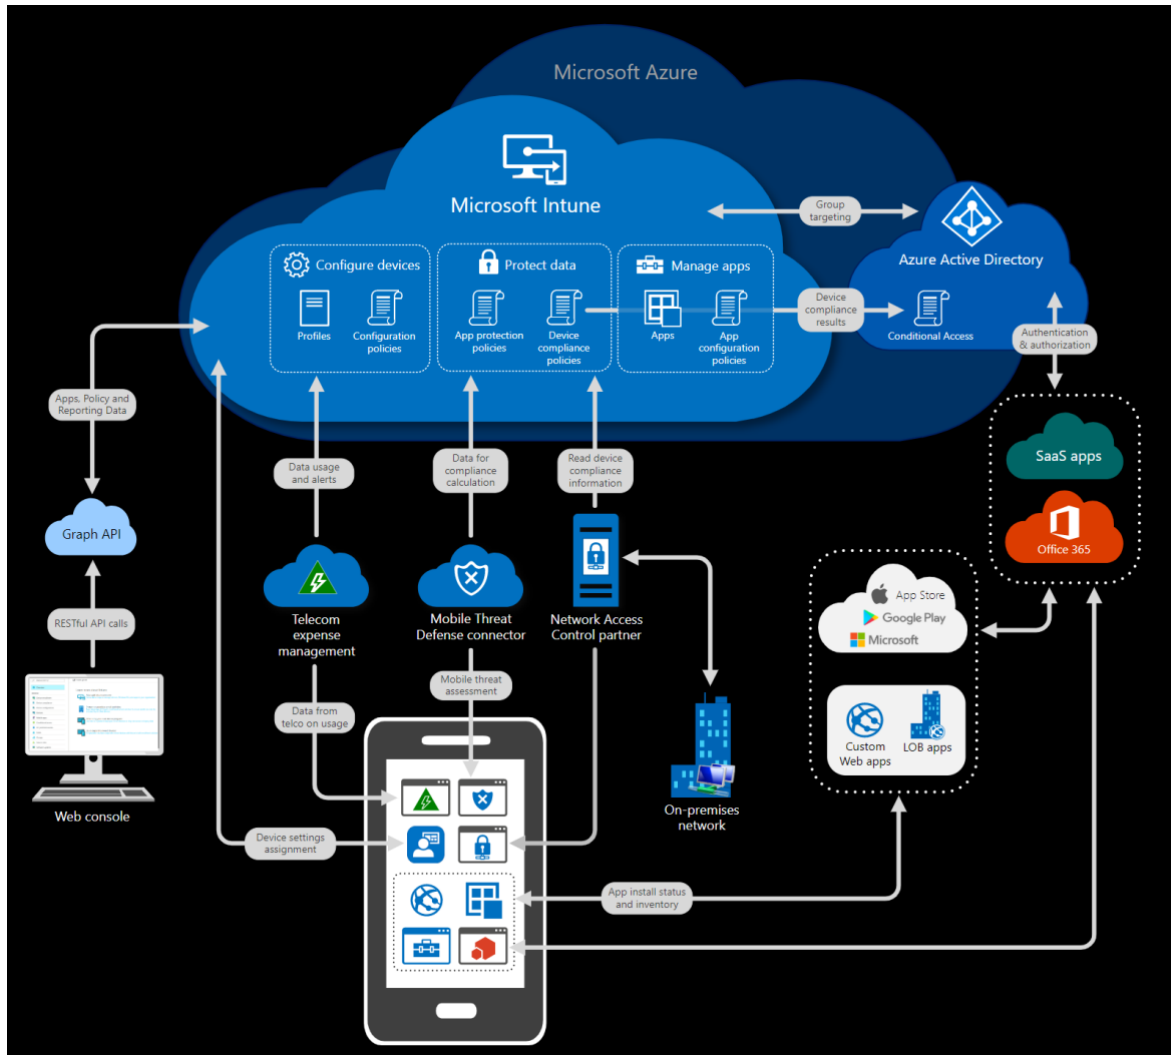 Microsoft Azure
Microsoft Intune
Group
targeting
Azure Active Directory
Configure devices
Protect data
Manage apps
Profiles
Configuration
policies
App protection
policies
Device
compliance
policies
Apps
App
configuration
policies
Device
compliance
results
Conditional Access
Authentication
& authorization
Apps, Policy and
Reporting Data
Data usage
and alerts
Data for
compliance
calculation
Read device
compliance
information
SaaS apps
Office 365
Graph API
RESTful API calls
Telecom
expense
management
Mobile Threat
Defense connector
Network Access
Control partner
App Store
Google Play
Microsoft
Mobile threat
assessment
Data from
telco on usage
Custom
Web apps
LOB apps
Web console
On-premises
network
Device settings
assignment
App install status
and inventory